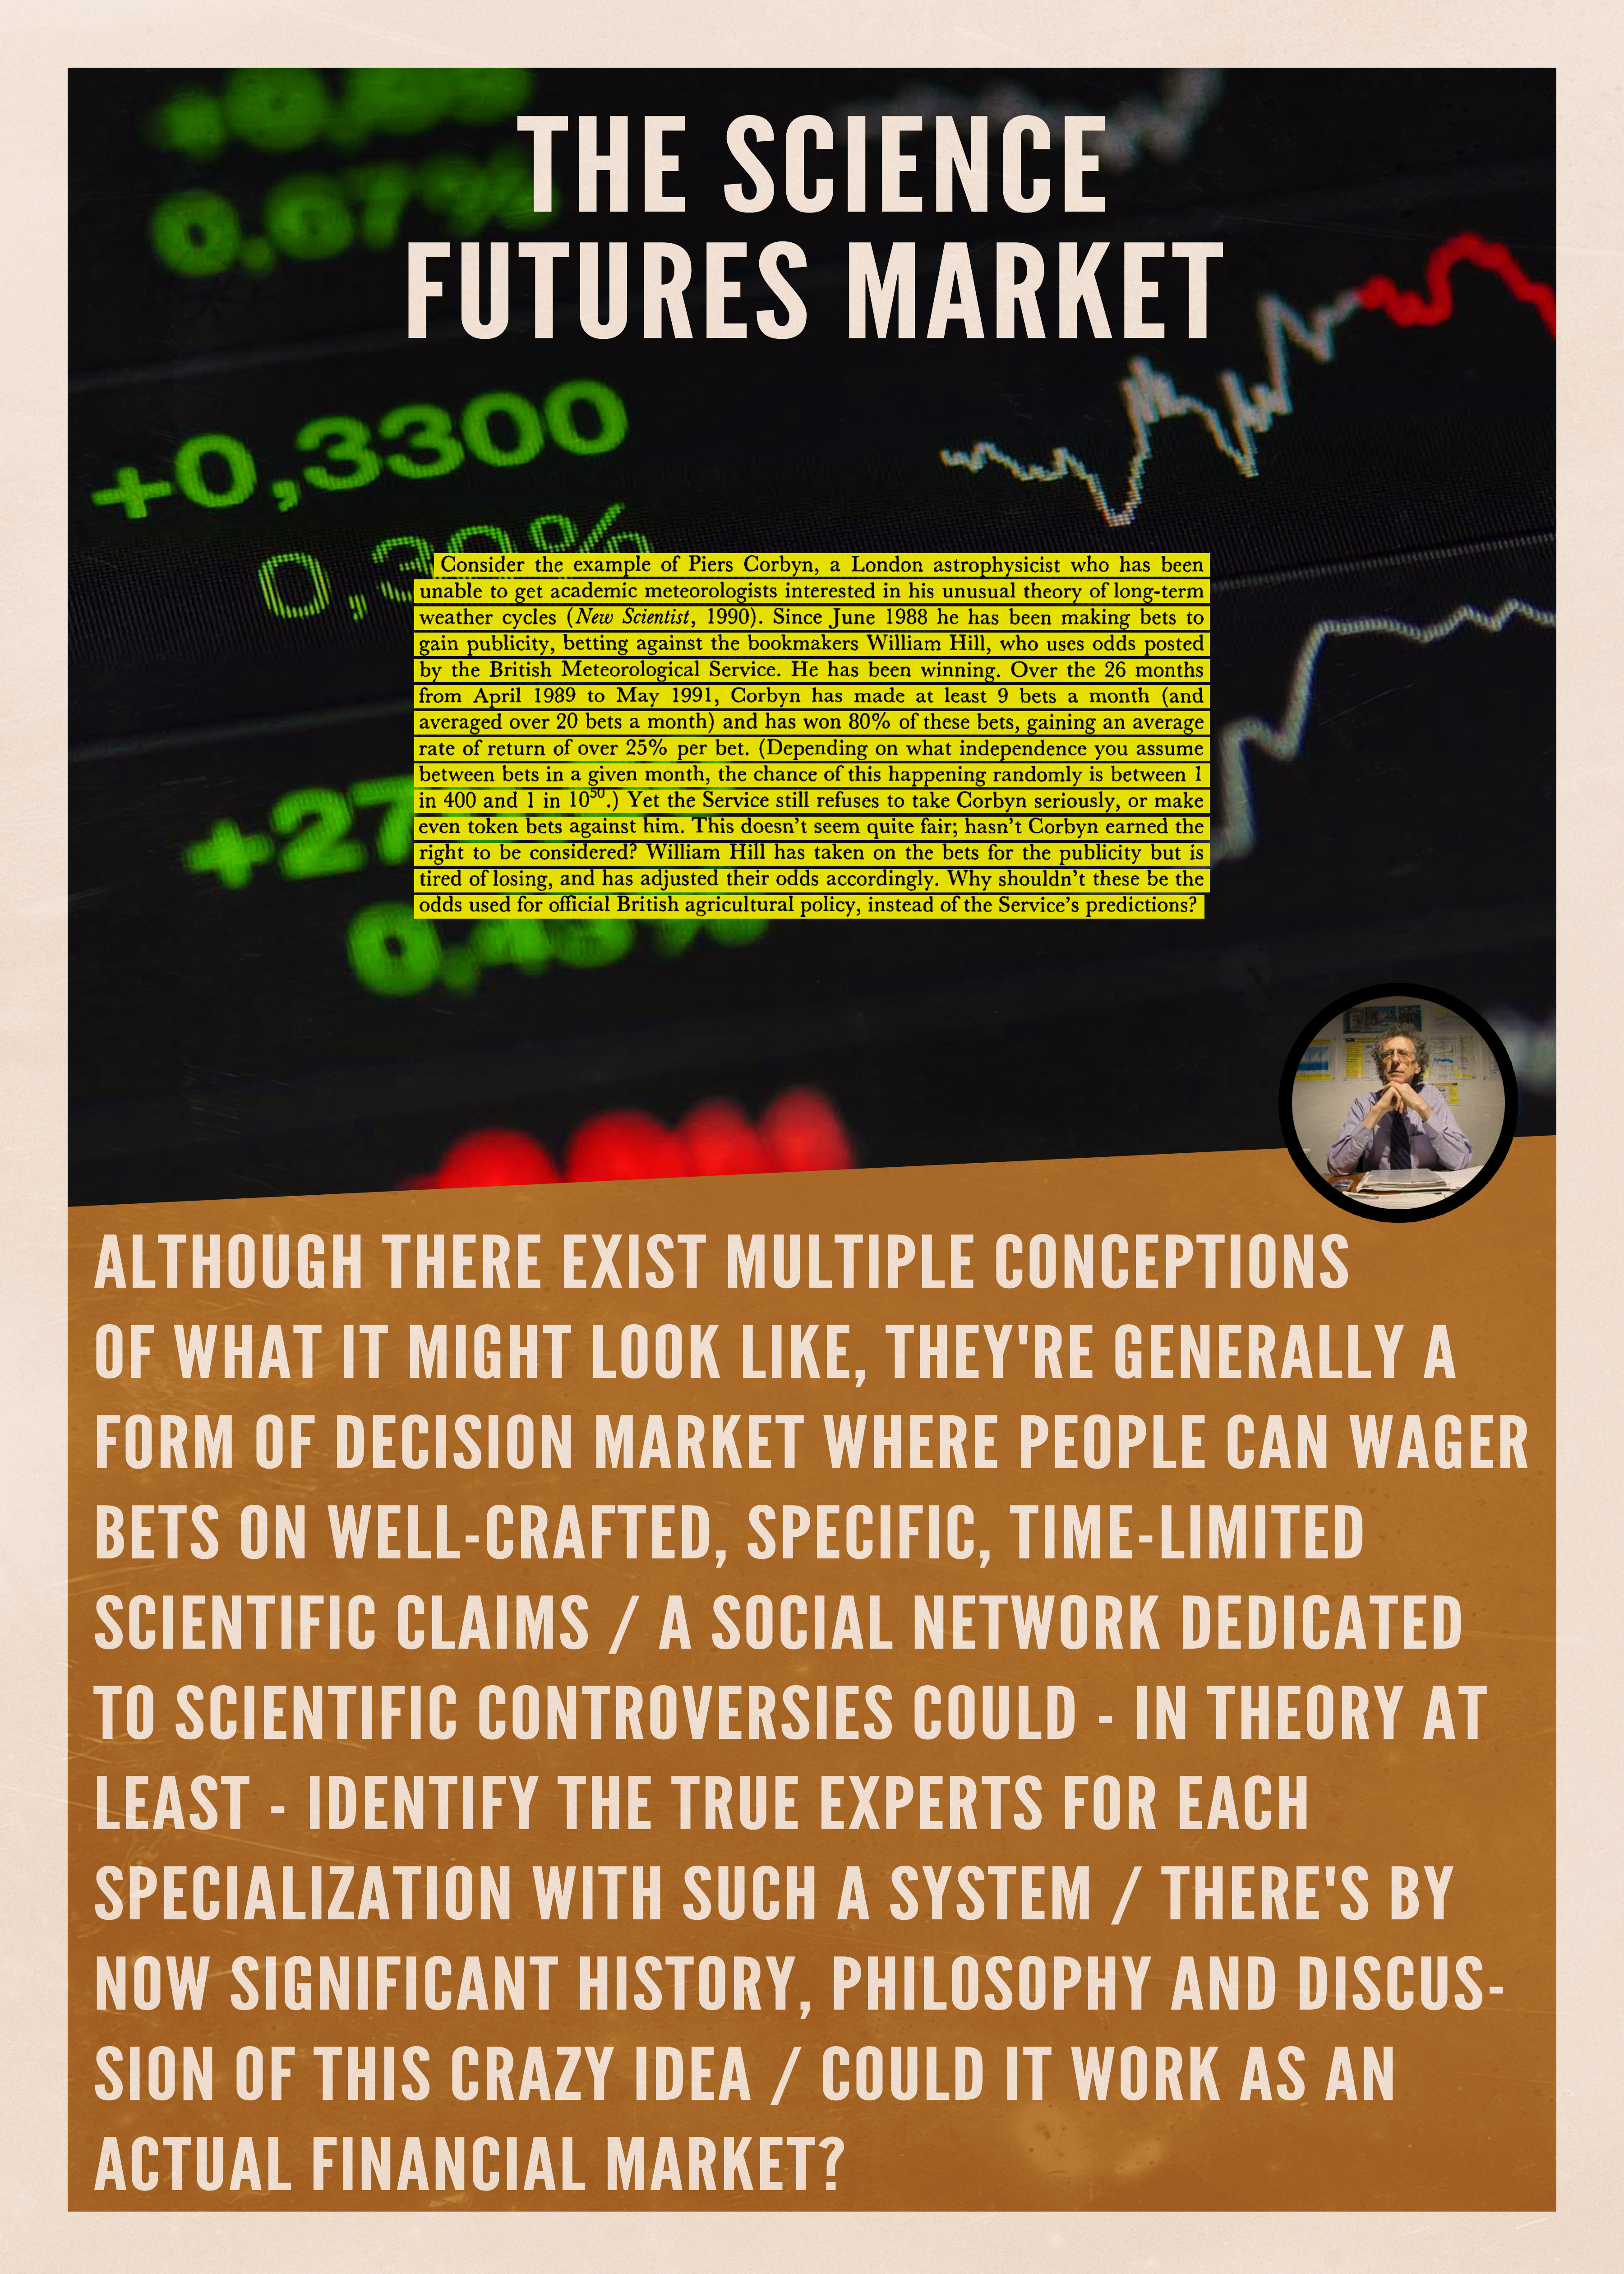 THE SCIENCE
FUTURES MARKET
+0,3300
Consider the example of Piers Corbyn, a London astrophysicist who has been
unable to get academic meteorologists interested in his unusual theory of long-term
weather cycles (New Scientist, 1990). Since June 1988 he has been making bets to
gain publicity, betting against the bookmakers William Hill, who uses odds posted
by the British Meteorological Service. He has been winning. Over the 26 months
from April 1989 to May 1991, Corbyn has made at least 9 bets a month (and
averaged over 20 bets a month) and has won 80% of these bets, gaining an average
rate of return of over 25% per bet. (Depending on what independence you assume
between bets in a given month, the chance of this happening randomly is between 1
in 400 and 1 in 10⁵⁰.) Yet the Service still refuses to take Corbyn seriously, or make
even token bets against him. This doesn't seem quite fair; hasn't Corbyn earned the
right to be considered? William Hill has taken on the bets for the publicity but is
tired of losing, and has adjusted their odds accordingly. Why shouldn't these be the
odds used for official British agricultural policy, instead of the Service's predictions?
ALTHOUGH THERE EXIST MULTIPLE CONCEPTIONS
OF WHAT IT MIGHT LOOK LIKE, THEY'RE GENERALLY A
FORM OF DECISION MARKET WHERE PEOPLE CAN WAGER
BETS ON WELL-CRAFTED, SPECIFIC, TIME-LIMITED
SCIENTIFIC CLAIMS / A SOCIAL NETWORK DEDICATED
TO SCIENTIFIC CONTROVERSIES COULD - IN THEORY AT
LEAST - IDENTIFY THE TRUE EXPERTS FOR EACH
SPECIALIZATION WITH SUCH A SYSTEM / THERE'S BY
NOW SIGNIFICANT HISTORY, PHILOSOPHY AND DISCUS-
SION OF THIS CRAZY IDEA / COULD IT WORK AS AN
ACTUAL FINANCIAL MARKET?